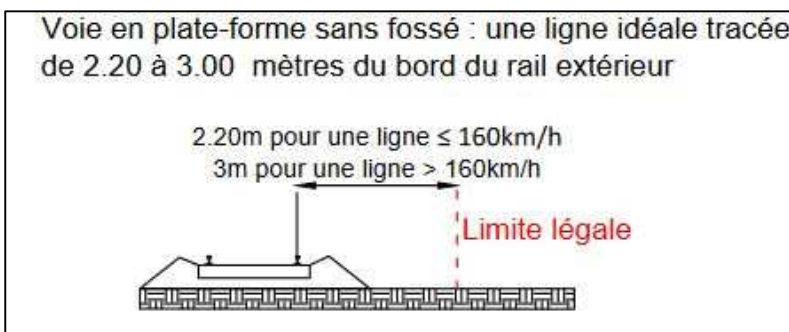 Voie en plate-forme sans fossé : une ligne idéale tracée
de 2.20 à 3.00 mètres du bord du rail extérieur
2.20m pour une ligne ≤ 160km/h
3m pour une ligne > 160km/h
Limite légale